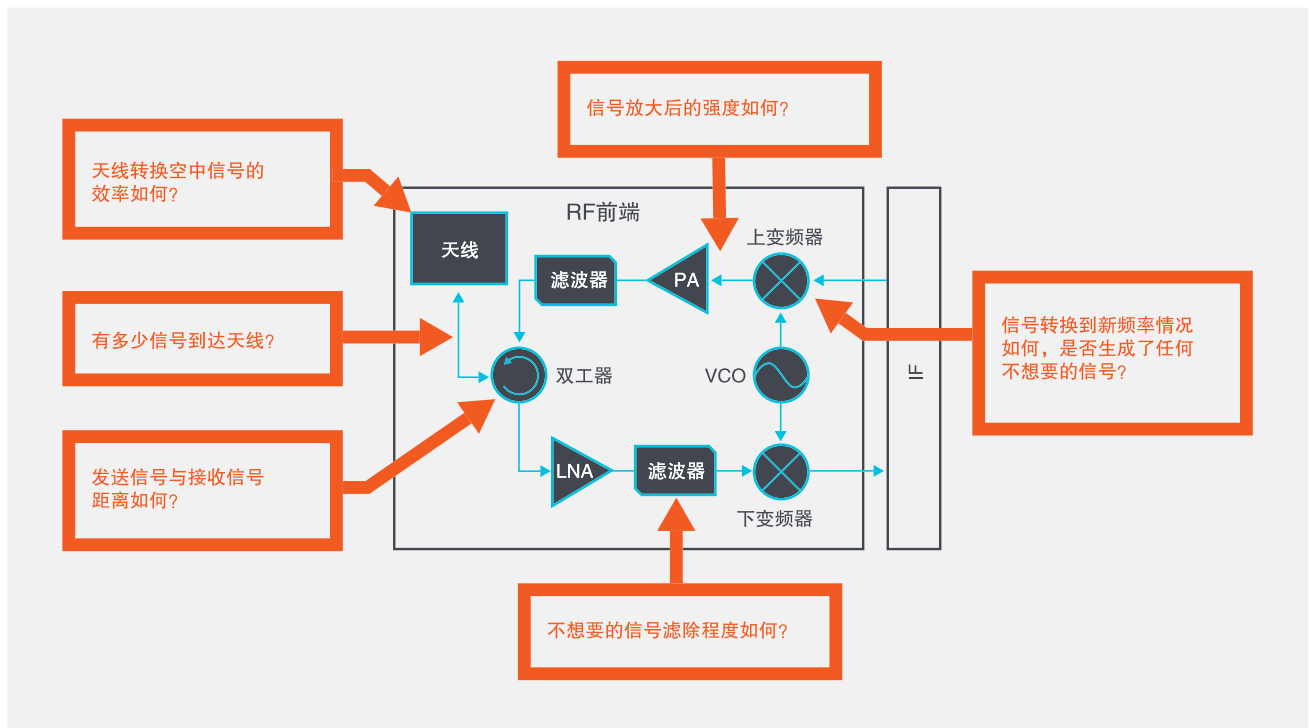 信号放大后的强度如何?
天线转换空中信号的
效率如何?
RF前端
天线
上变频器
滤波器
PA
有多少信号到达天线?
信号转换到新频率情况
如何，是否生成了任何
不想要的信号?
双工器
VCO
IF
发送信号与接收信号
距离如何?
LNA
滤波器
下变频器
不想要的信号滤除程度如何?